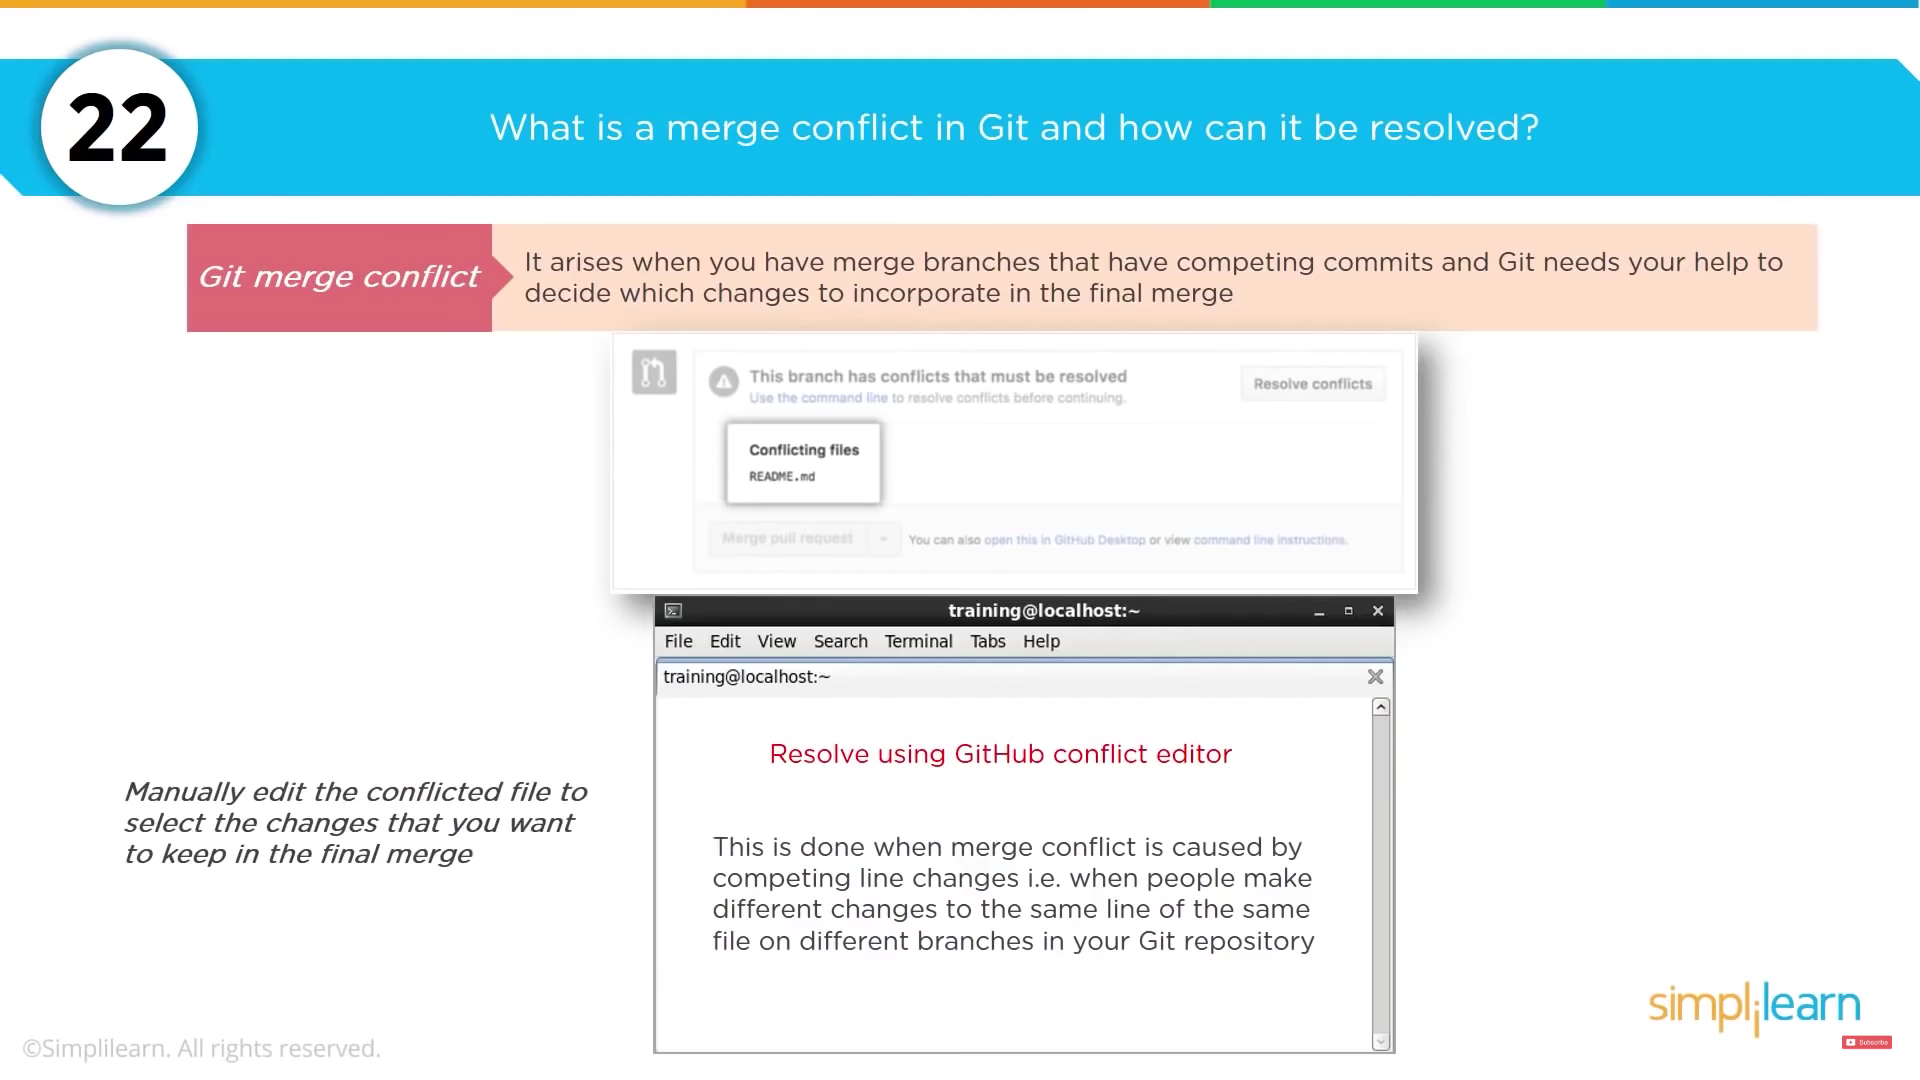 22
What is a merge conflict in Git and how can it be resolved?
Git merge conflict
It arises when you have merge branches that have competing commits and Git needs your help to
decide which changes to incorporate in the final merge
This branch has conflicts that must be resolved
Use the command line to resolve conflicts before continuing.
Resolve conflicts
Conflicting files
README.md
Merge pull request
You can also open this in GitHub Desktop or view command line instructions.
training@localhost:~
File Edit View Search Terminal Tabs Help
training@localhost:~
Resolve using GitHub conflict editor
Manually edit the conflicted file to
select the changes that you want
to keep in the final merge
This is done when merge conflict is caused by
competing line changes i.e. when people make
different changes to the same line of the same
file on different branches in your Git repository
simplilearn
Subscribe
©Simplilearn. All rights reserved.